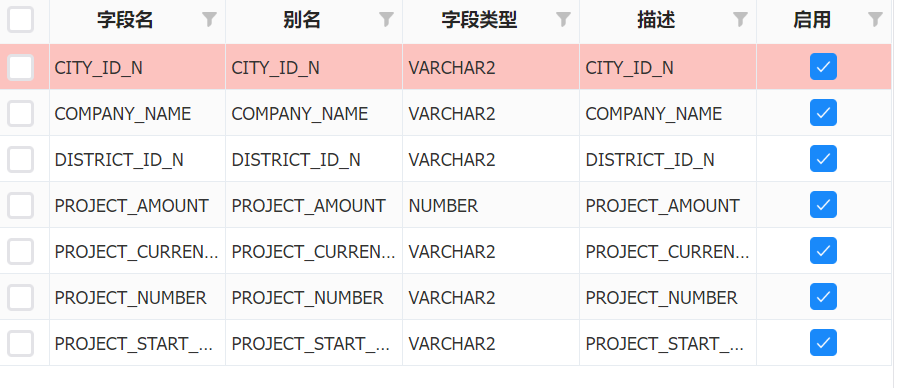 字段名 别名 字段类型 描述 启用
CITY_ID_N CITY_ID_N VARCHAR2 CITY_ID_N
COMPANY_NAME COMPANY_NAME VARCHAR2 COMPANY_NAME
DISTRICT_ID_N DISTRICT_ID_N VARCHAR2 DISTRICT_ID_N
PROJECT_AMOUNT PROJECT_AMOUNT NUMBER PROJECT_AMOUNT
PROJECT_CURREN... PROJECT_CURREN... VARCHAR2 PROJECT_CURREN...
PROJECT_NUMBER PROJECT_NUMBER VARCHAR2 PROJECT_NUMBER
PROJECT_START_... PROJECT_START_... VARCHAR2 PROJECT_START_...